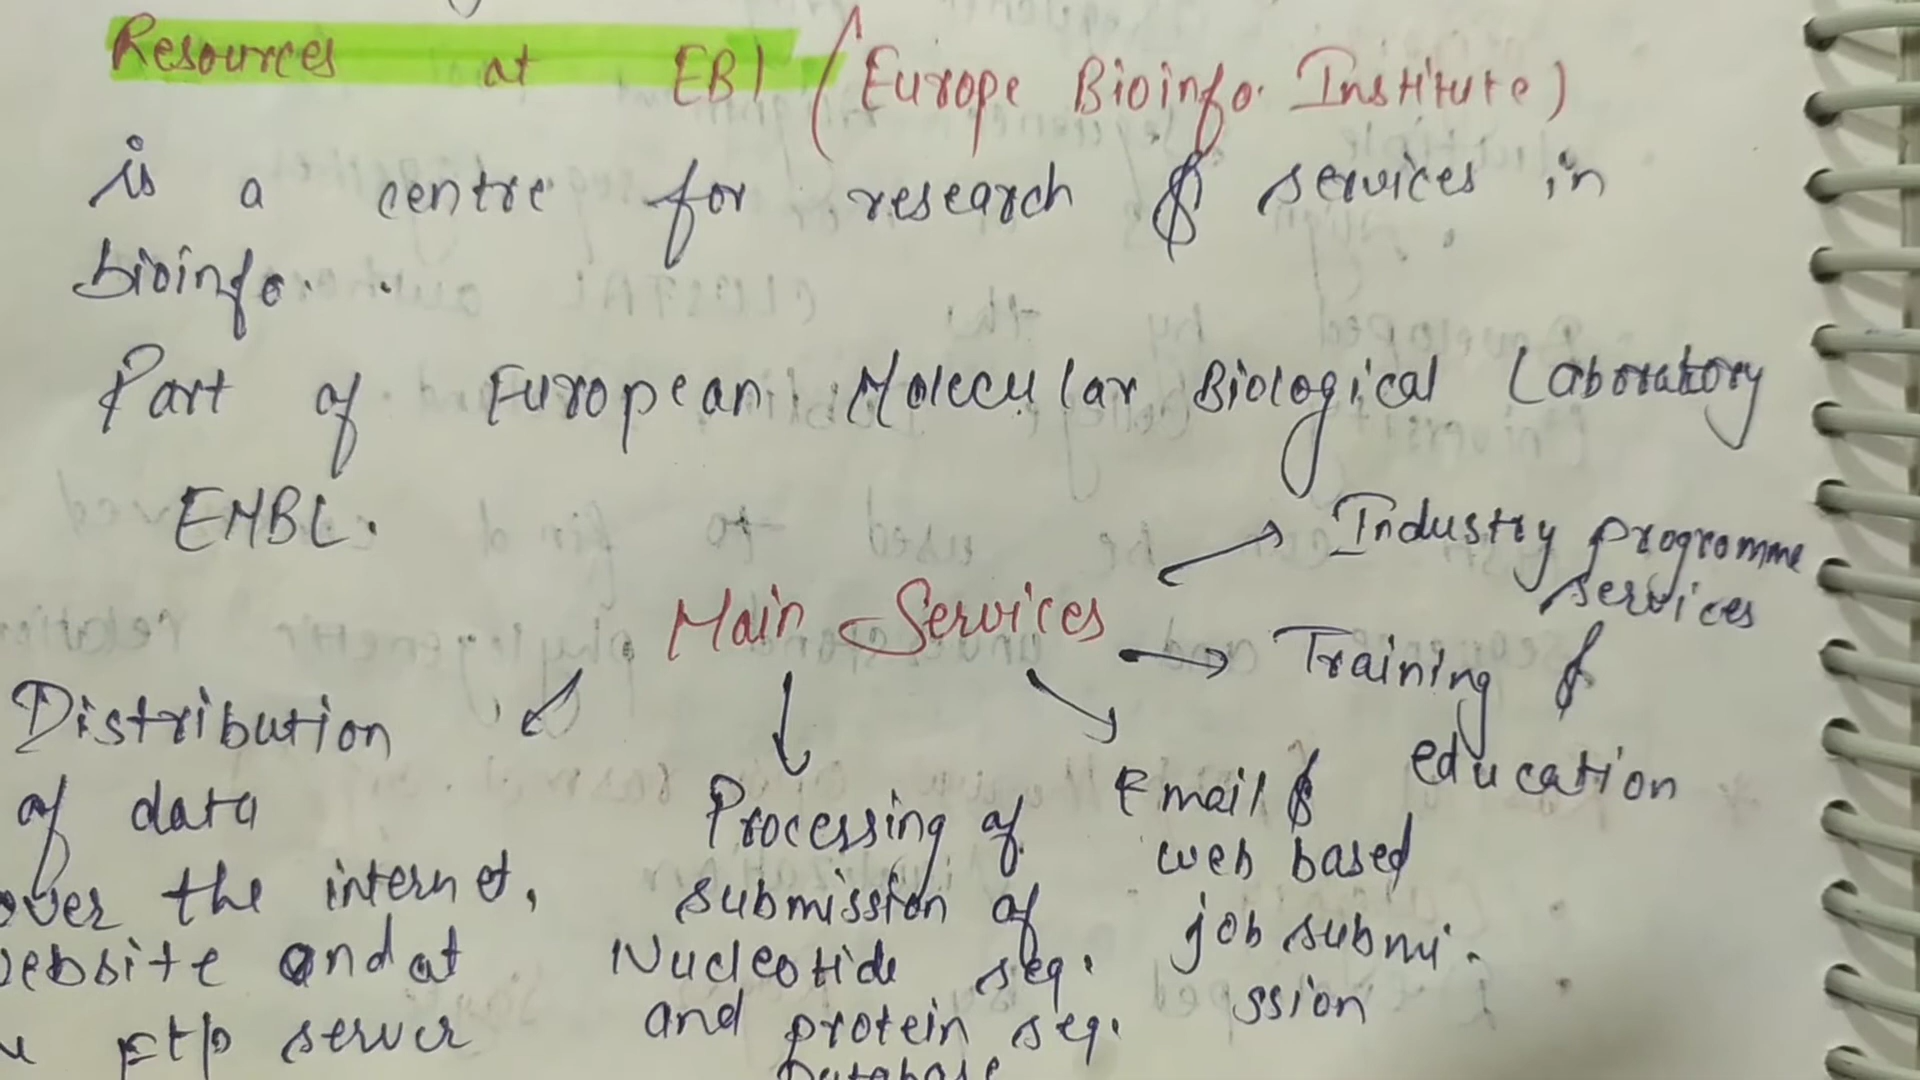 Resources at EBI (Europe Bioinfo. Institute)
is a centre for research & services in
bioinfo.
Part of European Molecular Biological Laboratory
EMBL.
Main Services
Industry programme
services
Training &
education
Distribution
of data
over the internet,
website and at
ftp server
Processing of
submission of
Nucleotide seq.
and protein seq.
Database
Email &
web based
job submi.
ssion